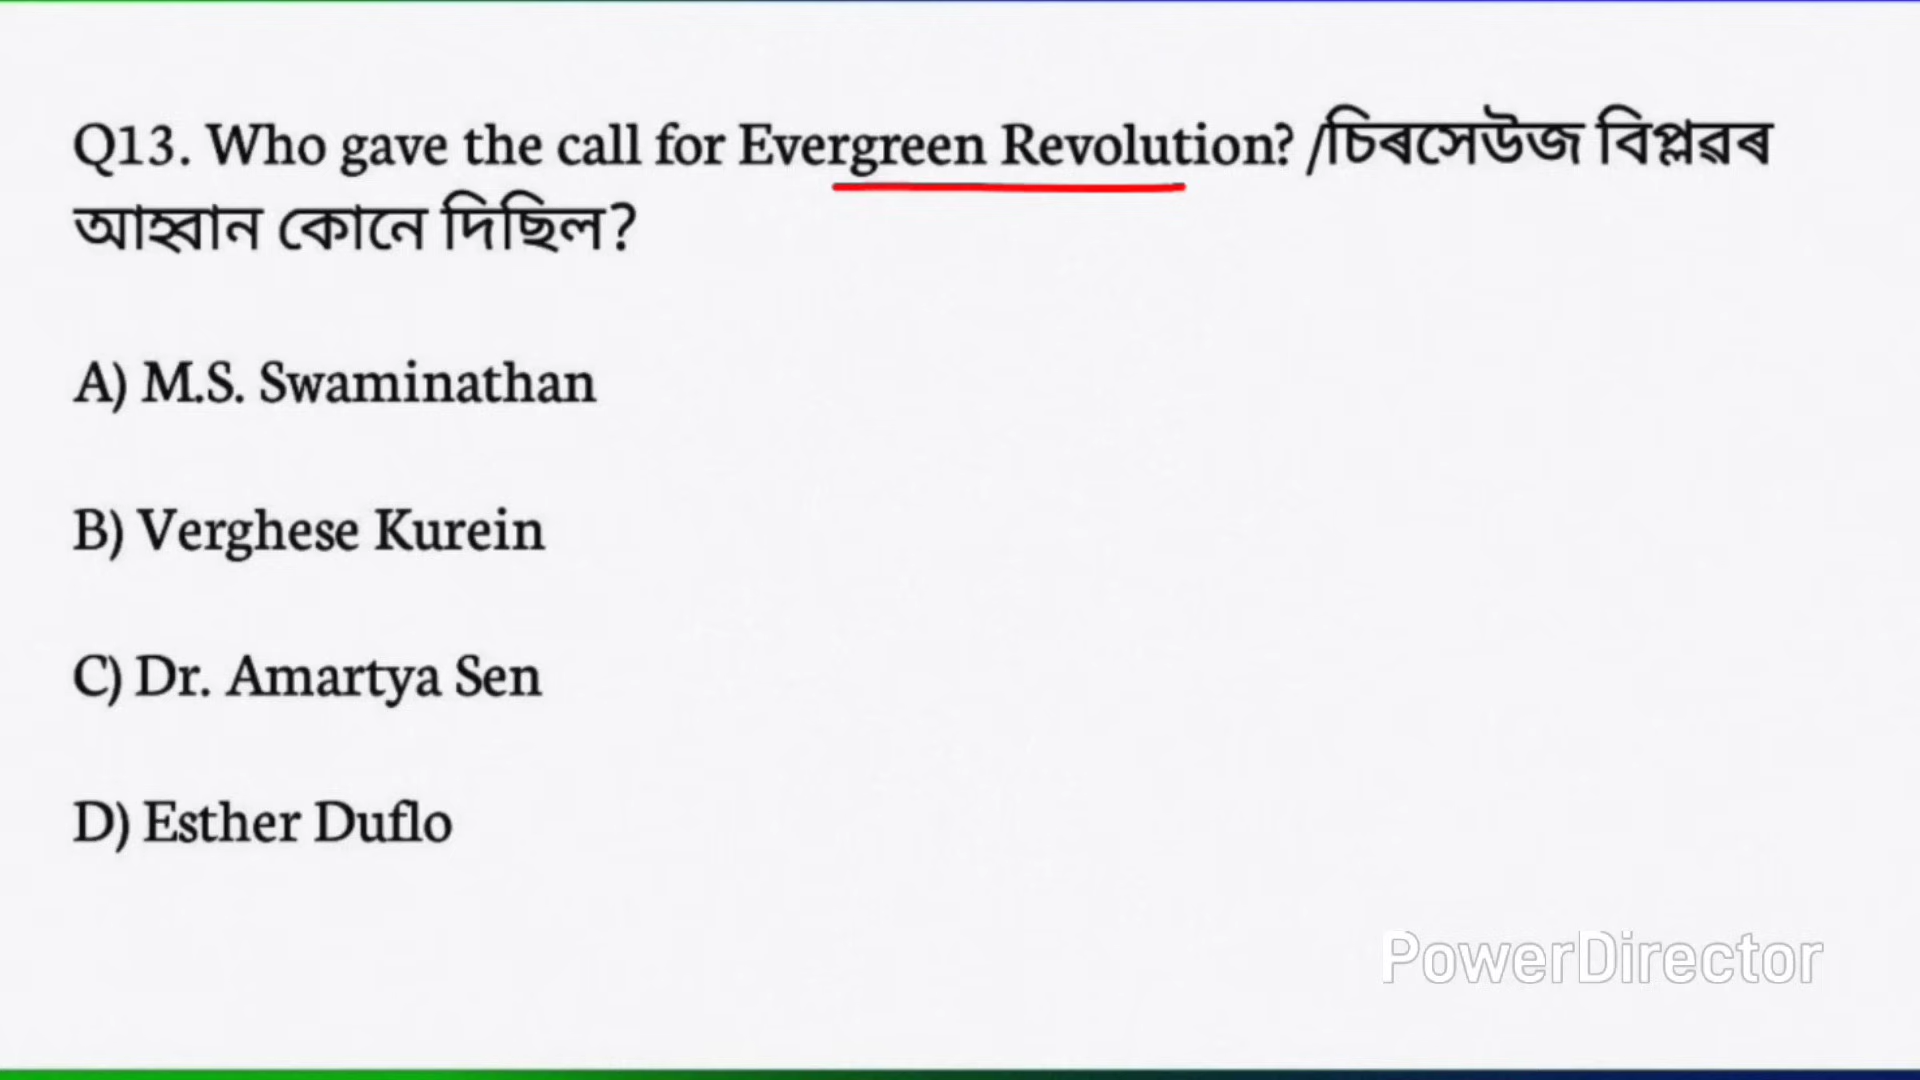 Q13. Who gave the call for Evergreen Revolution? /চিৰসেউজ বিপ্লৱৰ
আহ্বান কোনে দিছিল?
A) M.S. Swaminathan
B) Verghese Kurein
C) Dr. Amartya Sen
D) Esther Duflo
PowerDirector